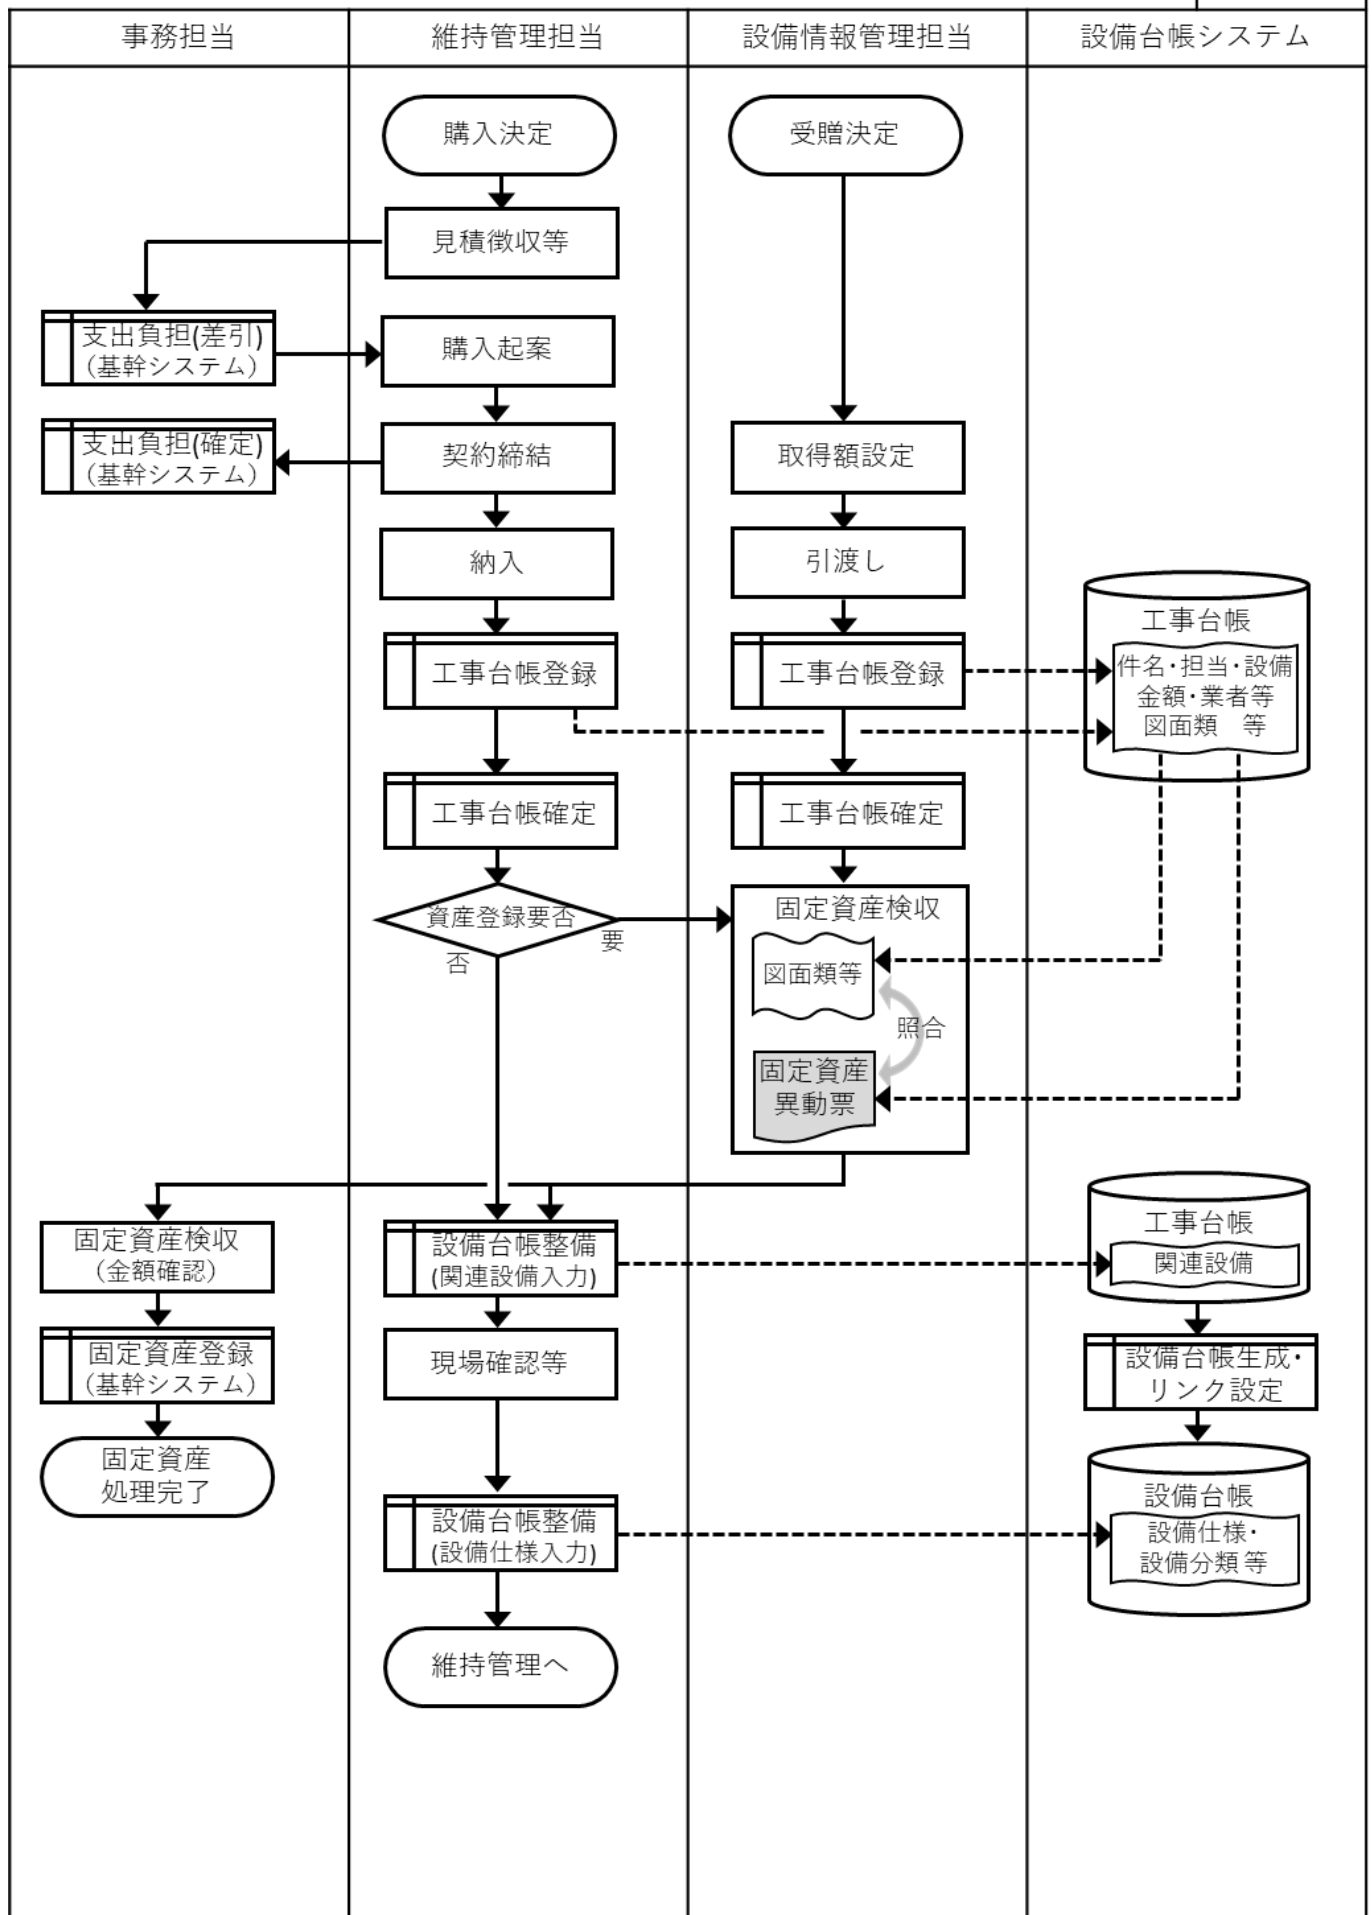 事務担当
維持管理担当
設備情報管理担当
設備台帳システム
購入決定
受贈決定
見積徴収等
支出負担(差引)
（基幹システム）
購入起案
支出負担(確定)
（基幹システム）
契約締結
取得額設定
納入
引渡し
工事台帳
件名・担当・設備
金額・業者等
図面類　等
工事台帳登録
工事台帳登録
工事台帳確定
工事台帳確定
資産登録要否
要
否
固定資産検収
図面類等
照合
固定資産
異動票
固定資産検収
（金額確認）
設備台帳整備
(関連設備入力)
工事台帳
関連設備
固定資産登録
（基幹システム）
現場確認等
設備台帳生成・
リンク設定
固定資産
処理完了
設備台帳整備
(設備仕様入力)
設備台帳
設備仕様・
設備分類等
維持管理へ